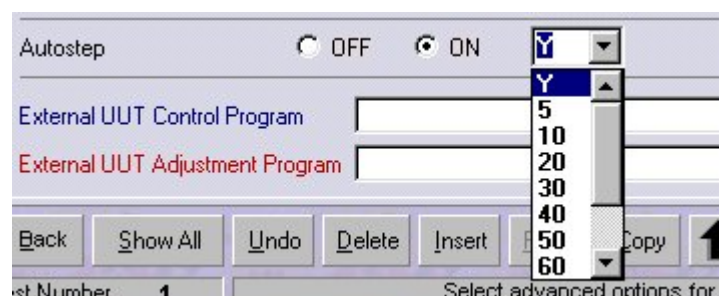 Autostep OFF ON Y
Y
5
External UUT Control Program
10
20
External UUT Adjustment Program
30
40
Back Show All Undo Delete Insert Copy
50
60
est Number 1 Select advanced options for